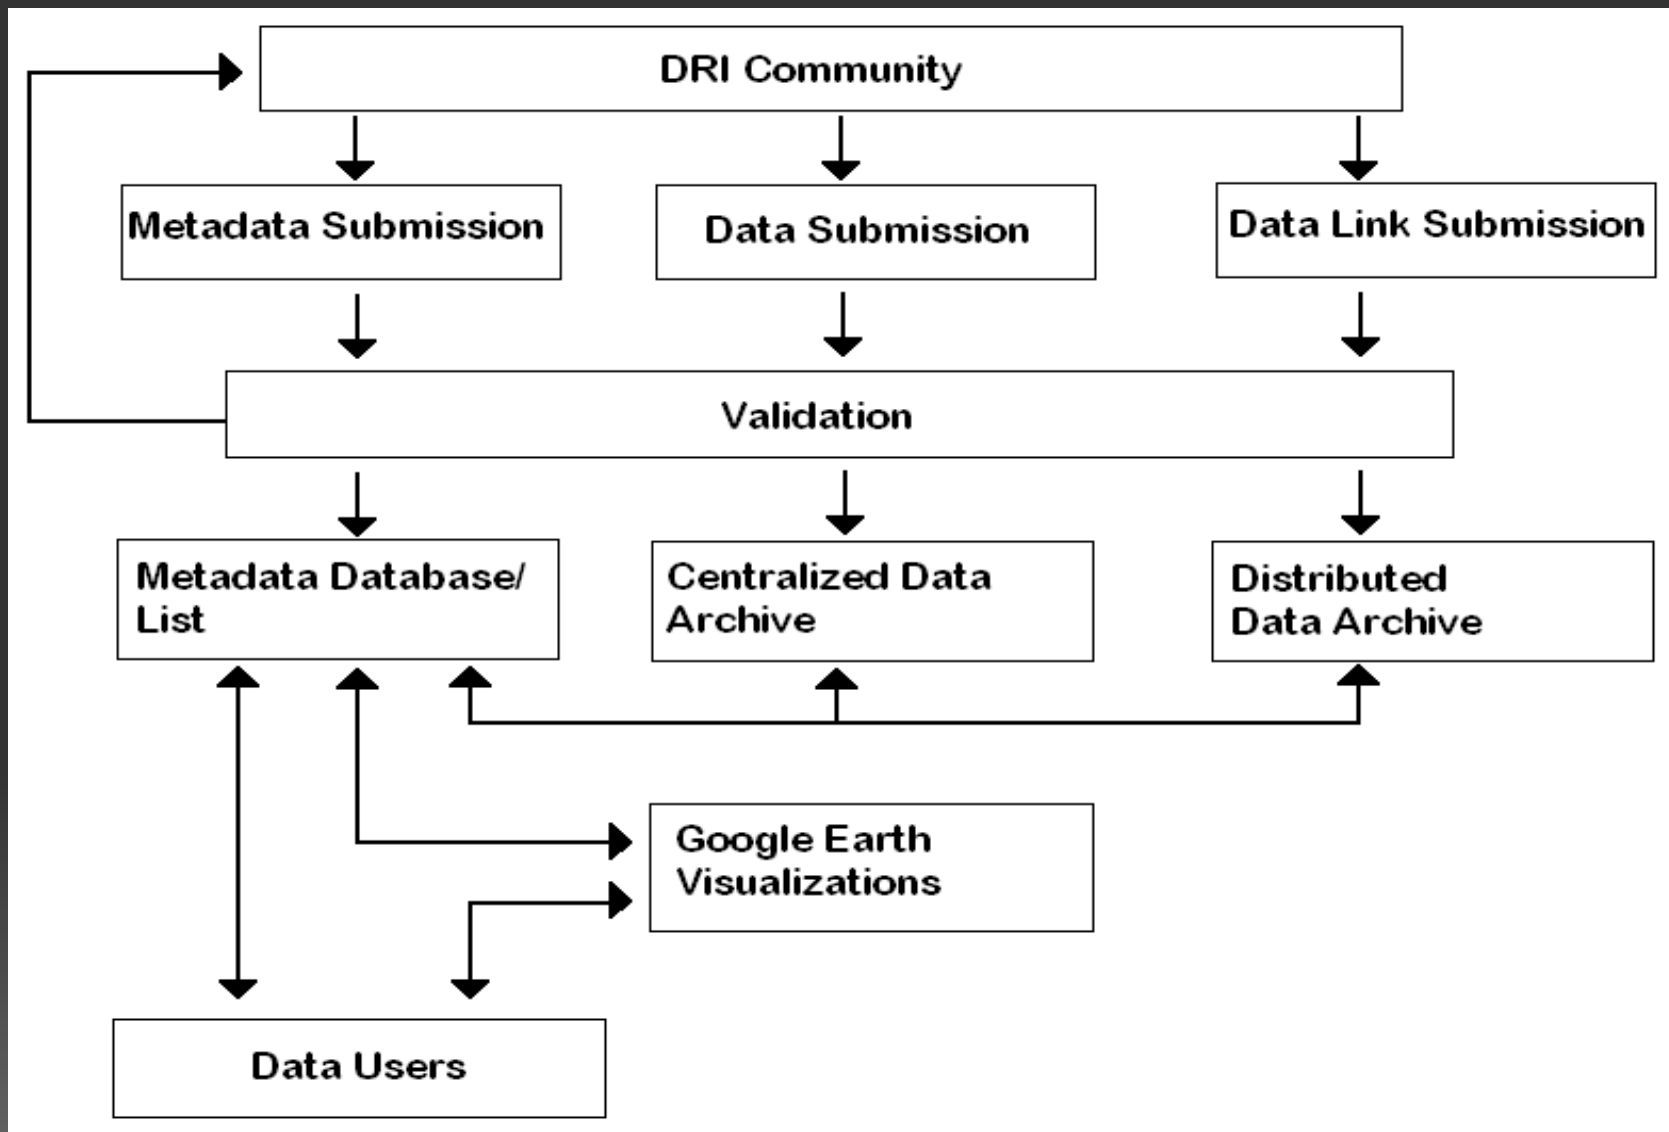 DRI Community
Metadata Submission
Data Submission
Data Link Submission
Validation
Metadata Database/
List
Centralized Data
Archive
Distributed
Data Archive
Google Earth
Visualizations
Data Users